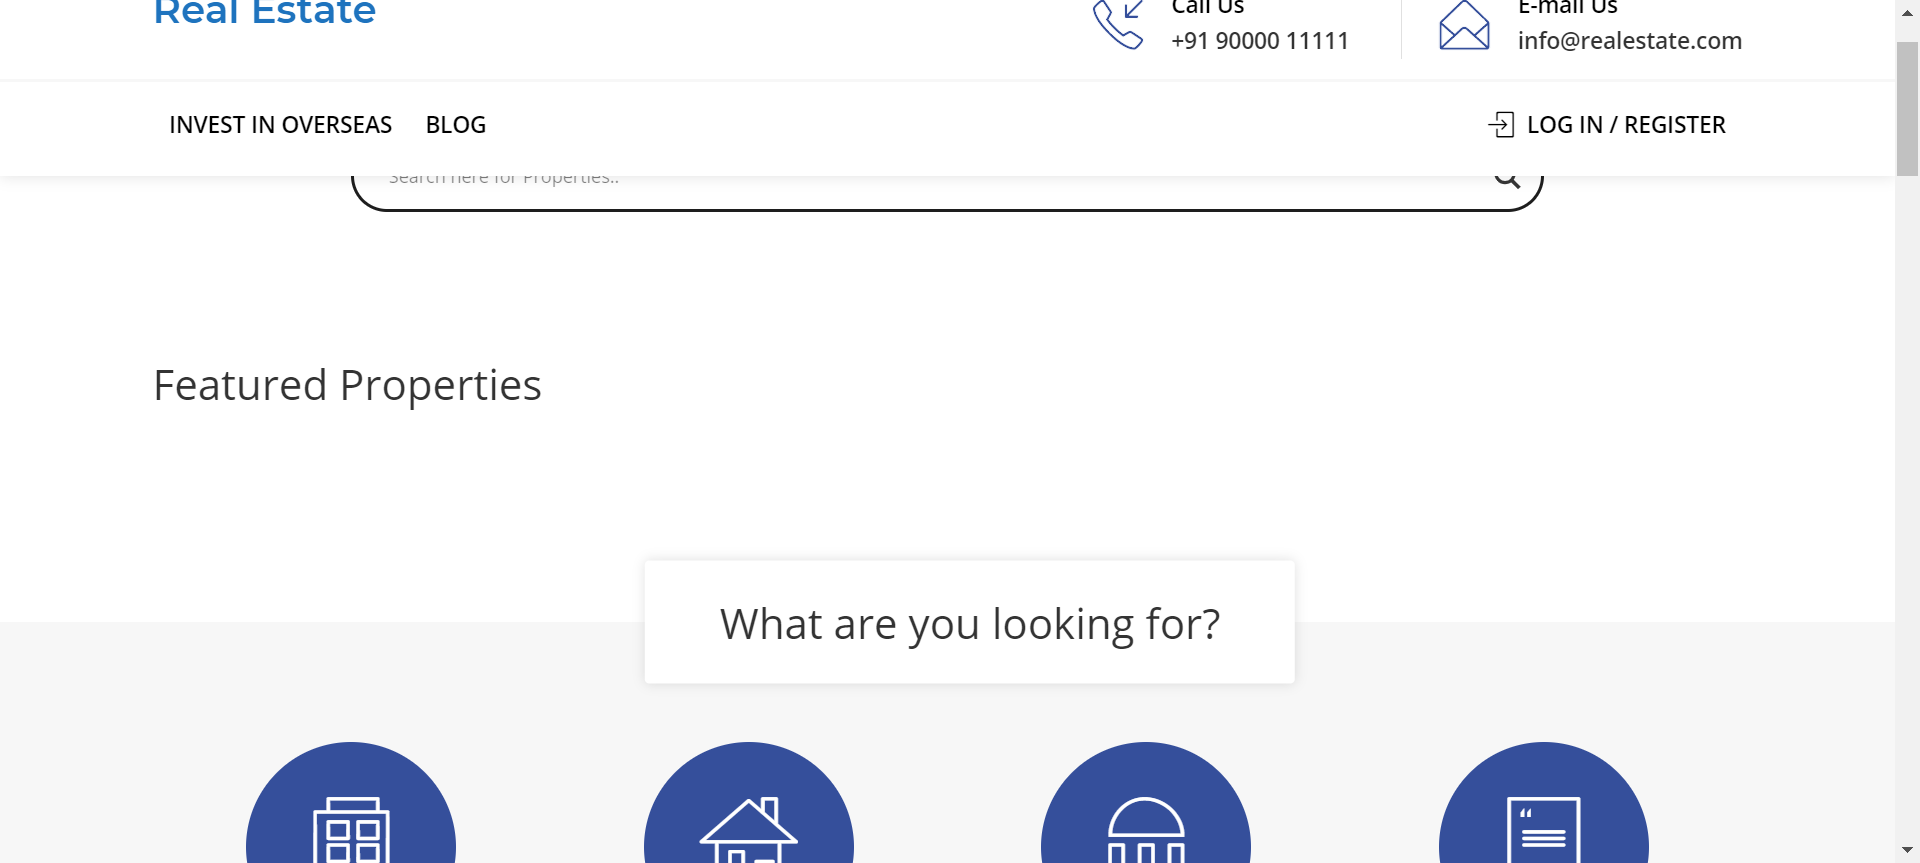 Real Estate
Call Us
+91 90000 11111
E-mail Us
info@realestate.com
INVEST IN OVERSEAS
BLOG
LOG IN / REGISTER
Search here for Properties..
Featured Properties
What are you looking for?
“